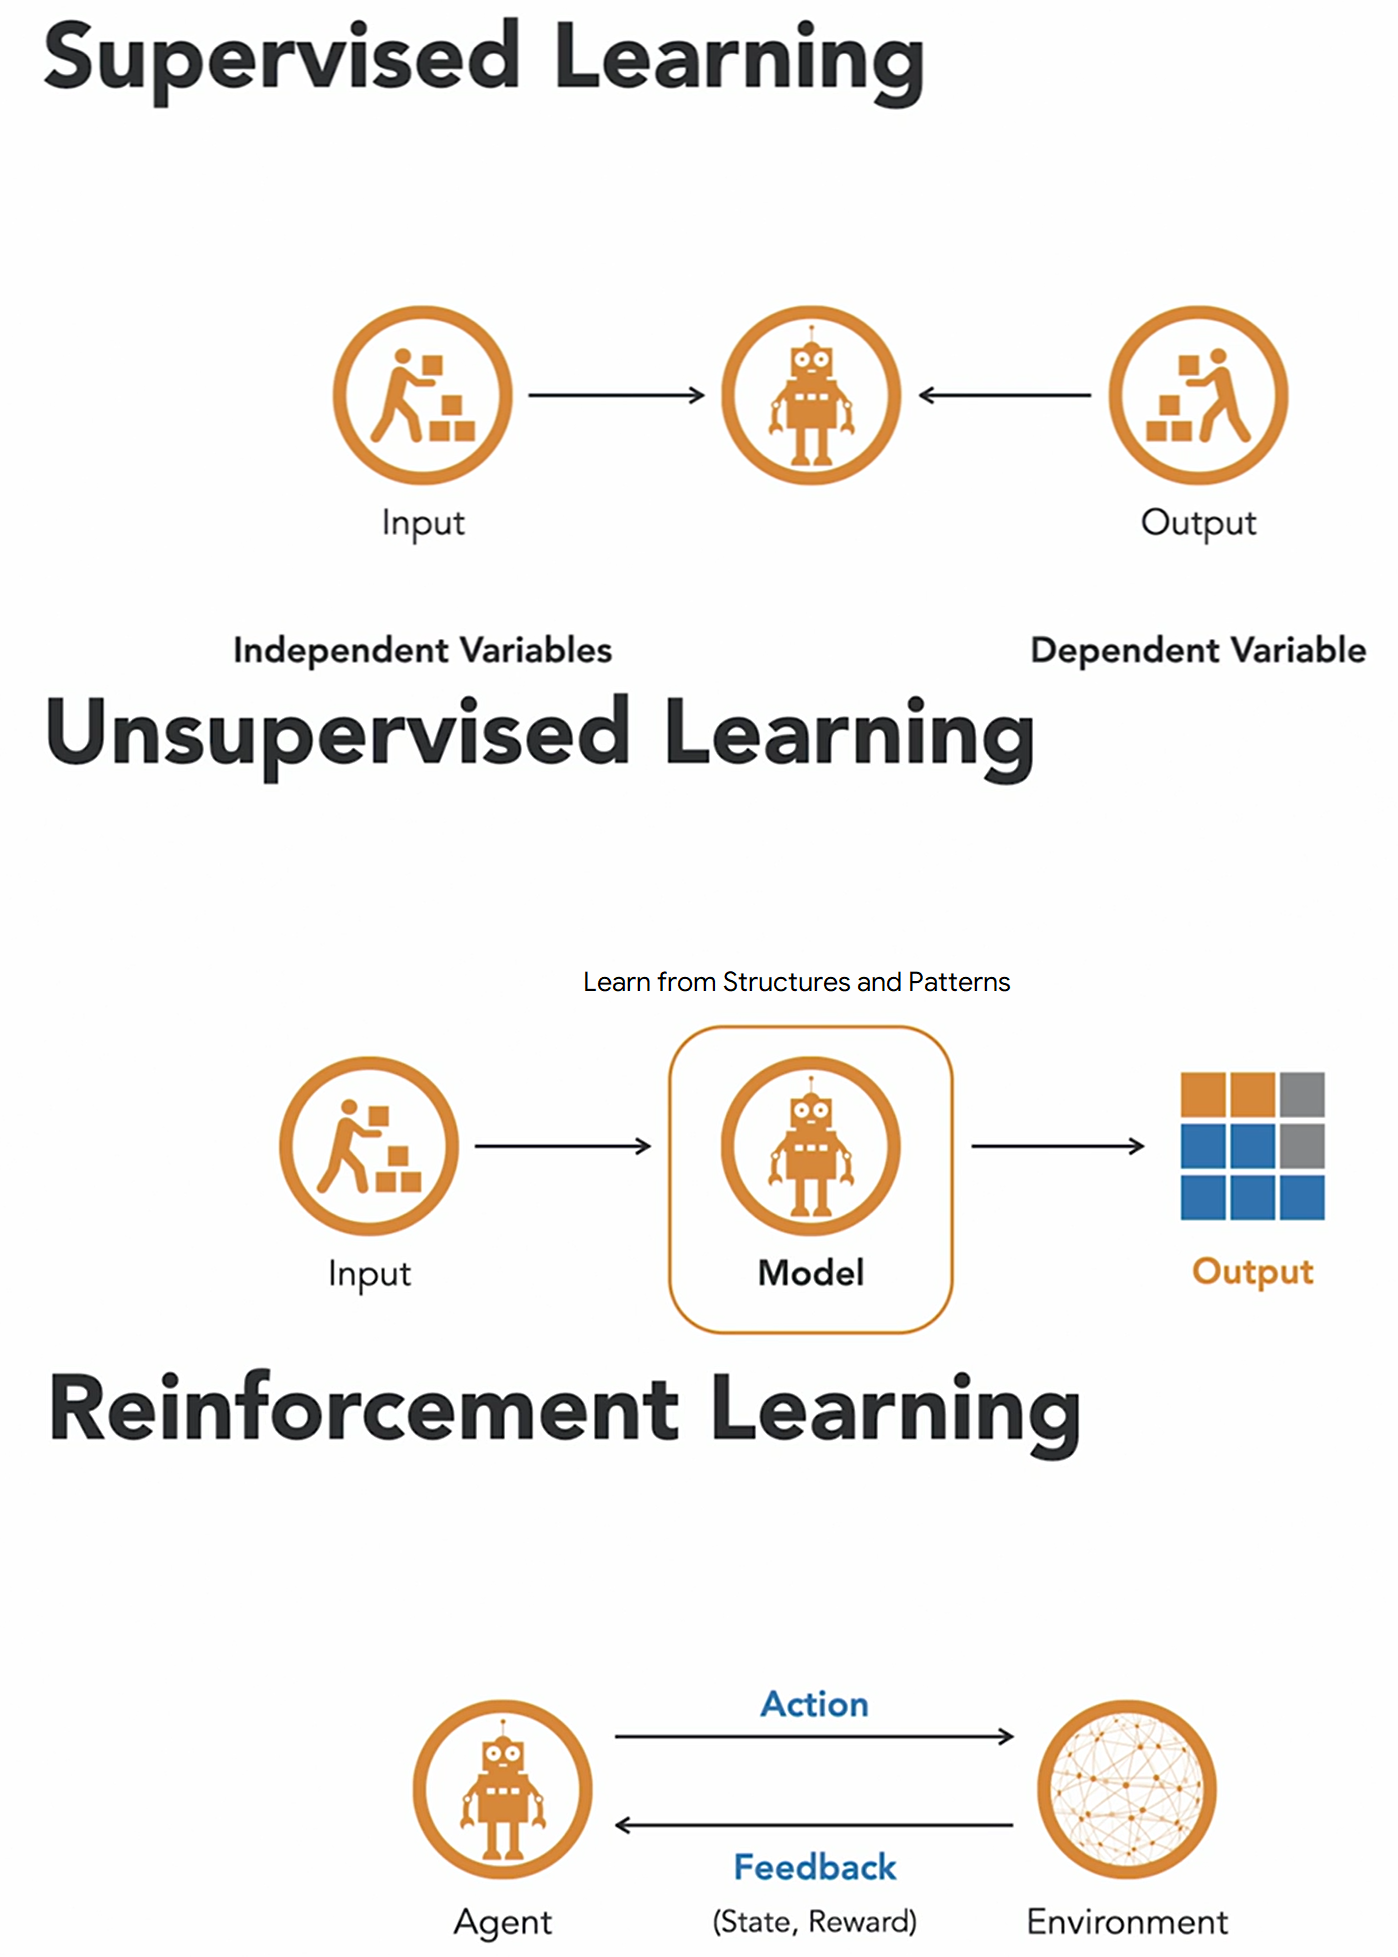 Supervised Learning
Input
Output
Independent Variables
Dependent Variable
Unsupervised Learning
Learn from Structures and Patterns
Input
Model
Output
Reinforcement Learning
Action
Feedback
(State, Reward)
Agent
Environment